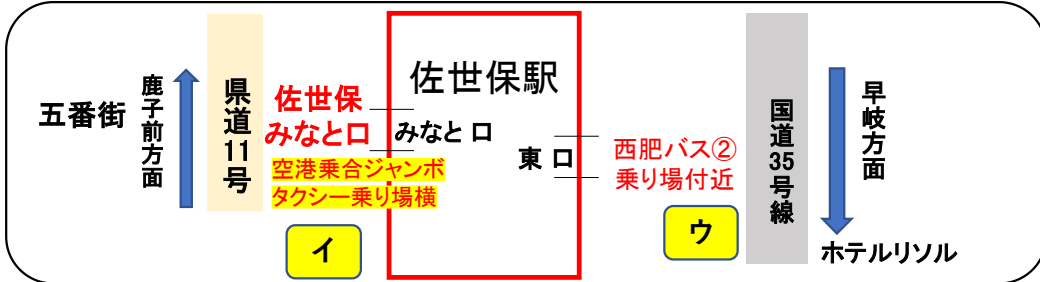 五番街
鹿子前方面
県道11号
佐世保
みなと口
空港乗合ジャンボ
タクシー乗り場横
イ
佐世保駅
みなと口
東口
西肥バス②
乗り場付近
ウ
国道35号線
早岐方面
ホテルリソル